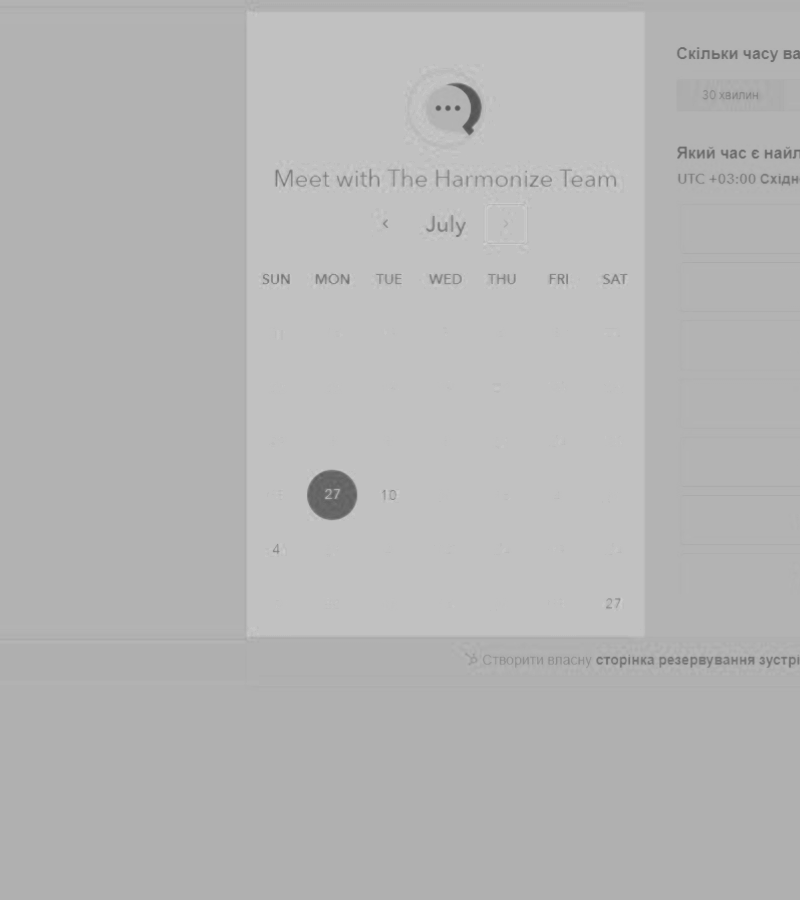 Meet with The Harmonize Team
July
SUN MON TUE WED THU FRI SAT
27 10
4
27
Скільки часу ва
30 хвилин
Який час є найл
UTC +03:00 Східн
Створити власну сторінка резервування зустрі